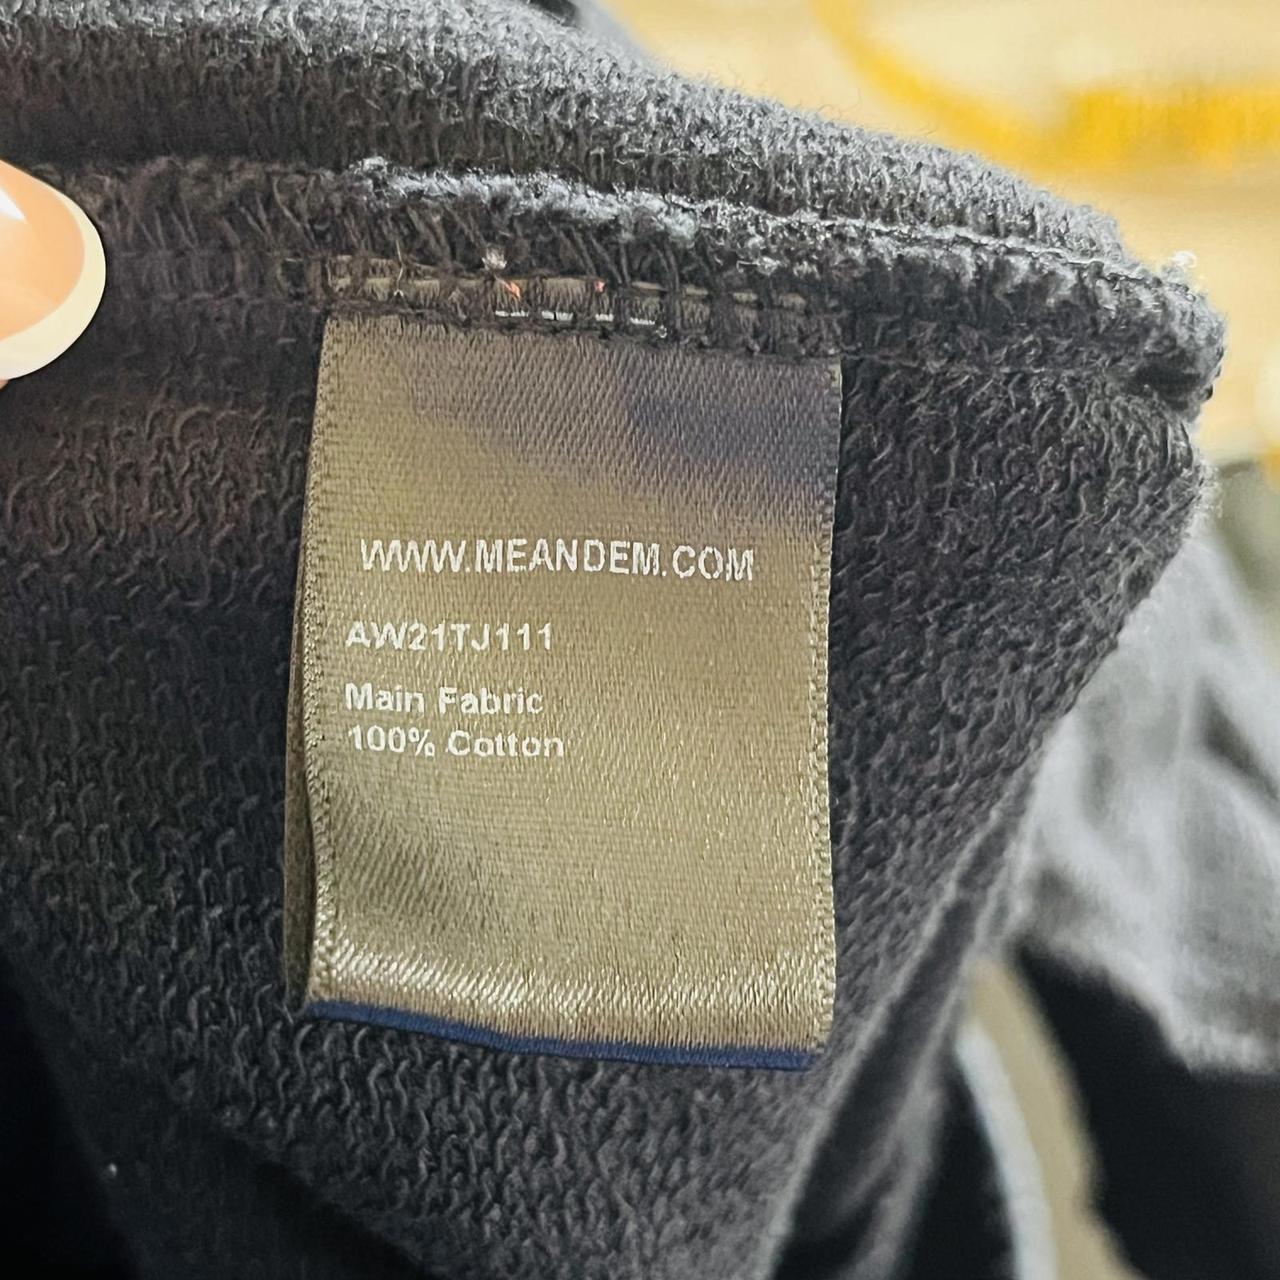 WWW.MEANDEM.COM
AW21TJ111
Main Fabric
100% Cotton